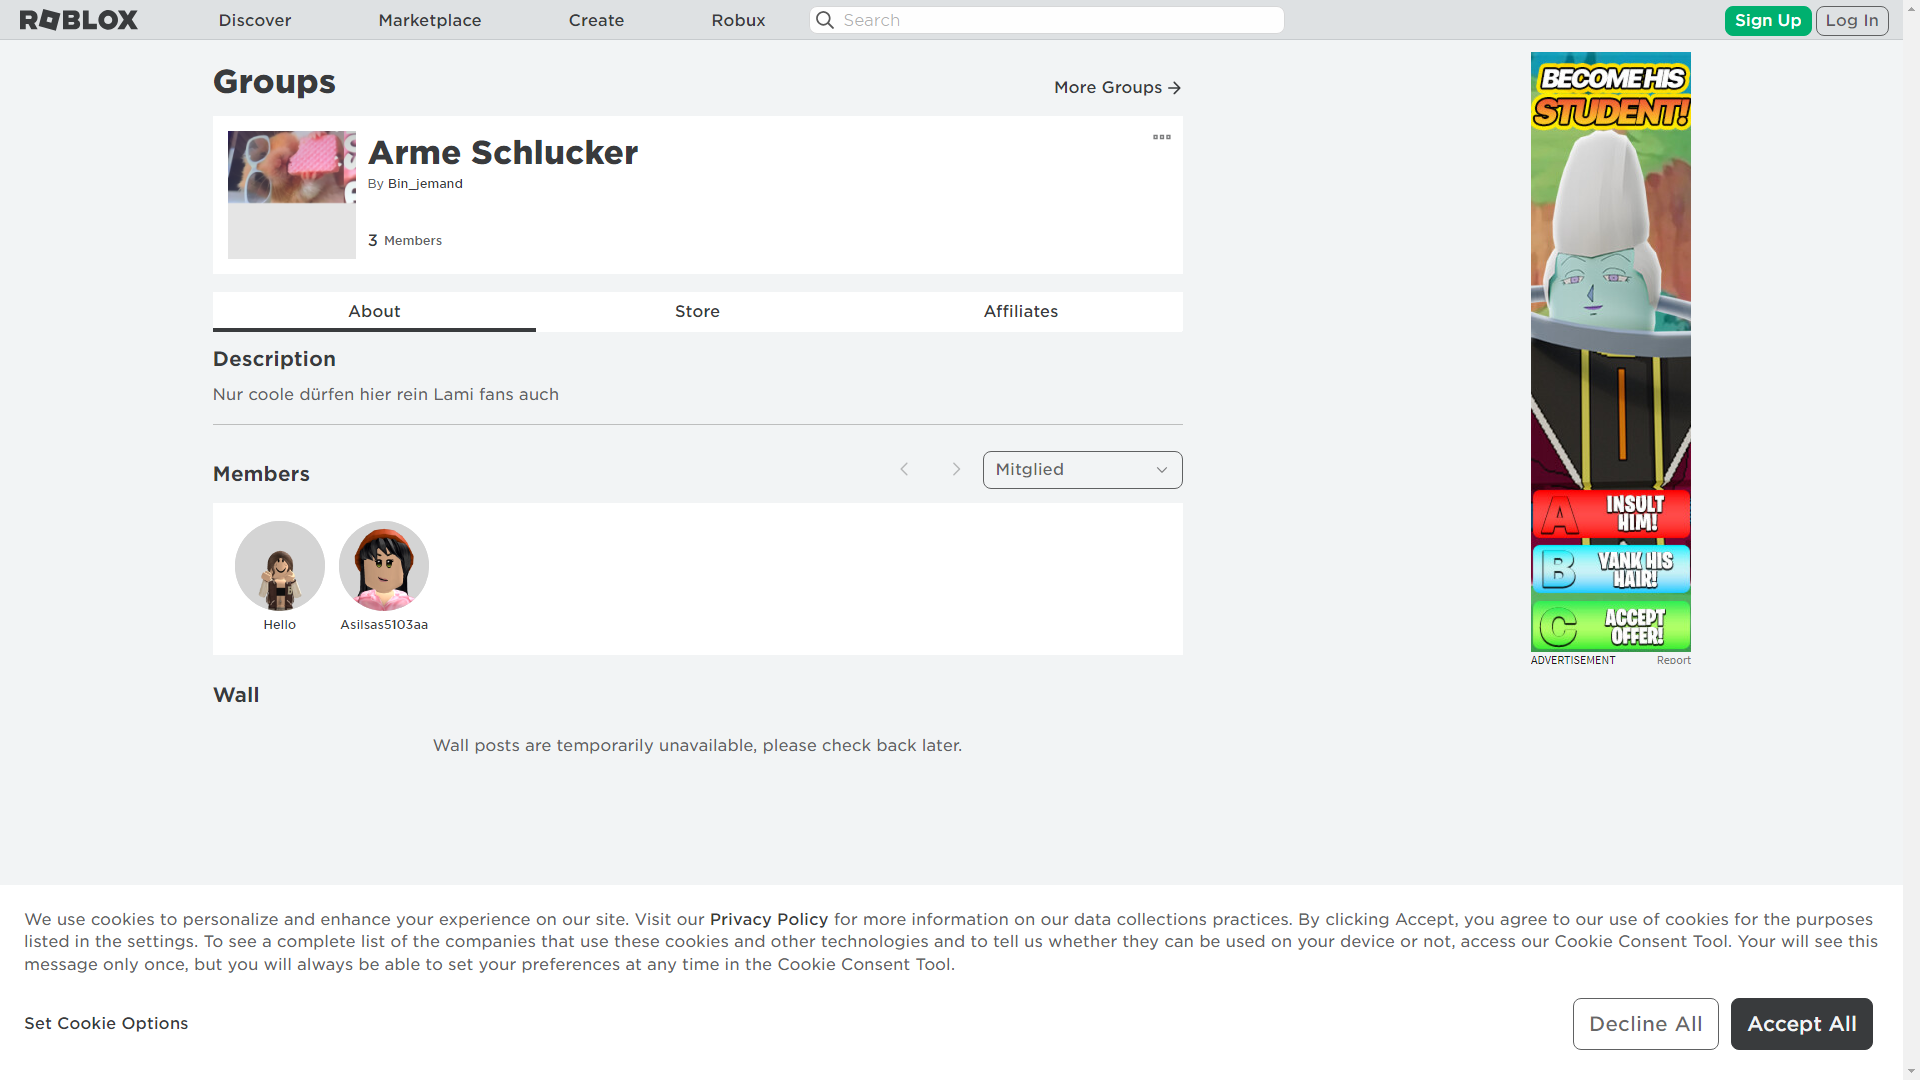 ROBLOX
Discover
Marketplace
Create
Robux
Search
Sign Up
Log In
Groups
More Groups
Arme Schlucker
By Bin_jemand
3 Members
About
Store
Affiliates
Description
Nur coole dürfen hier rein Lami fans auch
Members
Mitglied
Hello
Asilsas5103aa
Wall
Wall posts are temporarily unavailable, please check back later.
BECOME HIS
STUDENT!
A
INSULT
HIM!
B
YANK HIS
HAIR!
C
ACCEPT
OFFER!
ADVERTISEMENT
Report
We use cookies to personalize and enhance your experience on our site. Visit our Privacy Policy for more information on our data collections practices. By clicking Accept, you agree to our use of cookies for the purposes
listed in the settings. To see a complete list of the companies that use these cookies and other technologies and to tell us whether they can be used on your device or not, access our Cookie Consent Tool. Your will see this
message only once, but you will always be able to set your preferences at any time in the Cookie Consent Tool.
Set Cookie Options
Decline All
Accept All